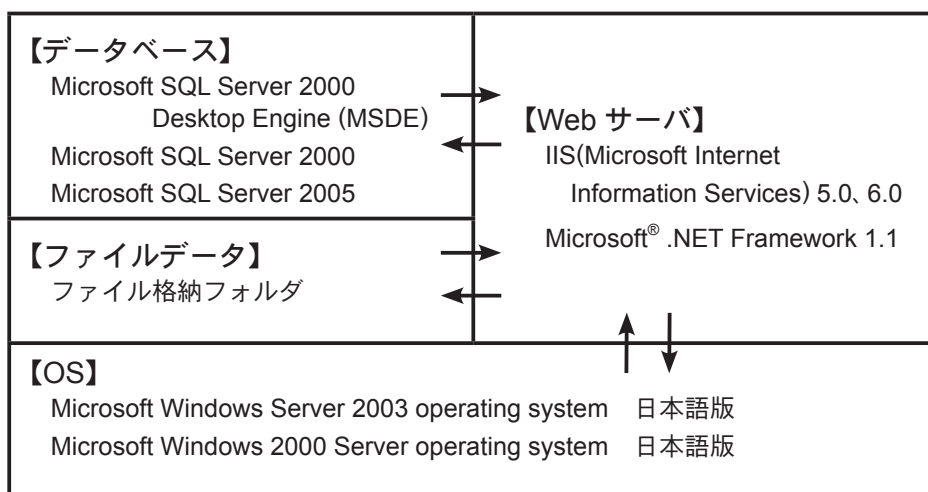 【データベース】
Microsoft SQL Server 2000
Desktop Engine (MSDE)
Microsoft SQL Server 2000
Microsoft SQL Server 2005
【ファイルデータ】
ファイル格納フォルダ
【Web サーバ】
IIS(Microsoft Internet
Information Services) 5.0、6.0
Microsoft® .NET Framework 1.1
【OS】
Microsoft Windows Server 2003 operating system 日本語版
Microsoft Windows 2000 Server operating system 日本語版